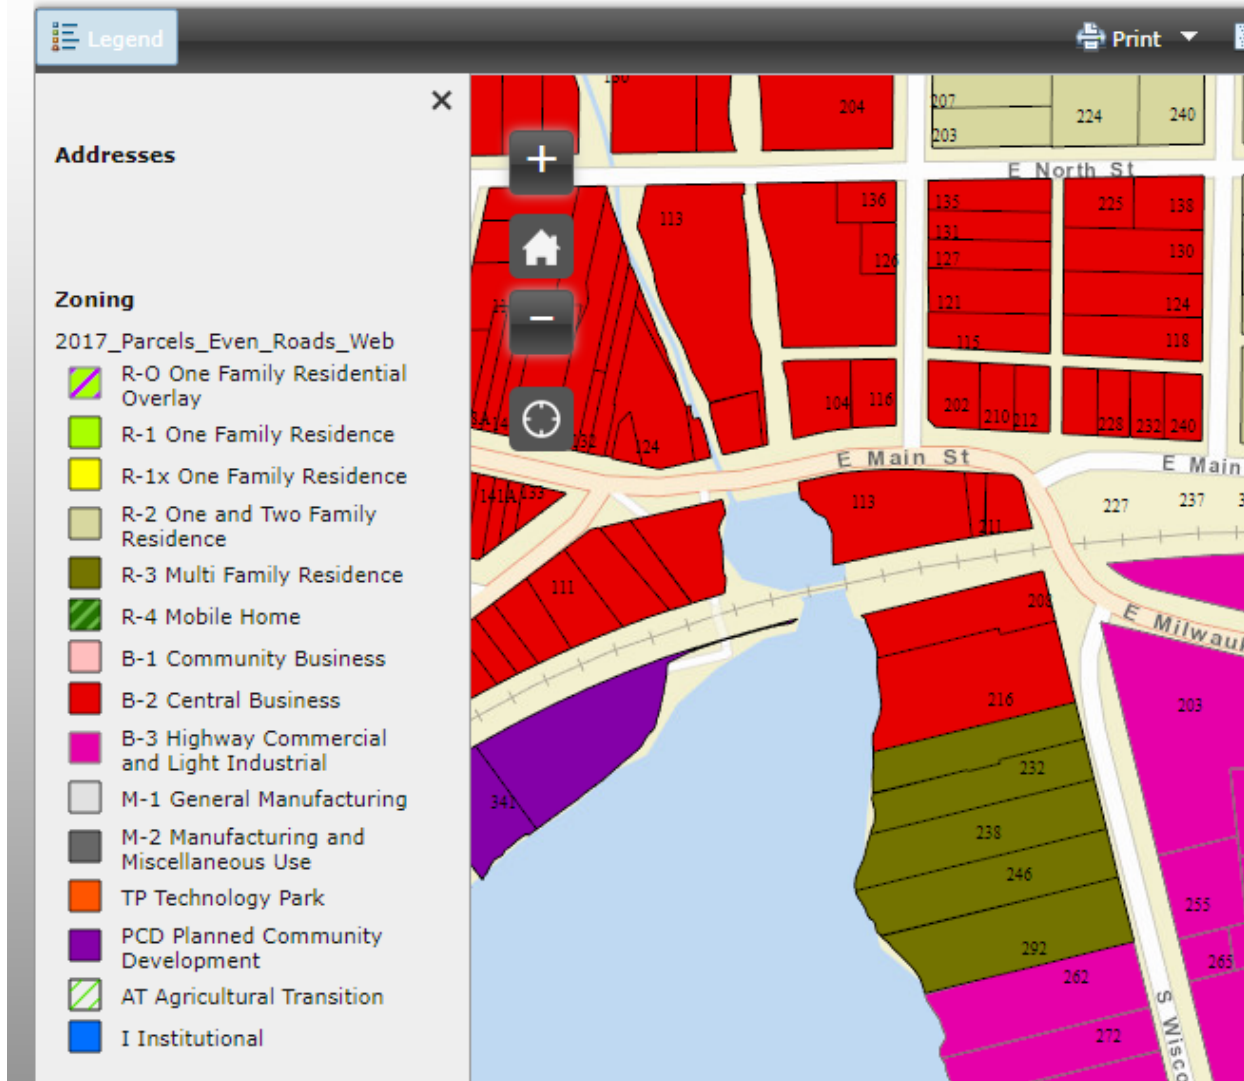 Legend
Print
Addresses
Zoning
2017_Parcels_Even_Roads_Web
R-O One Family Residential
Overlay
R-1 One Family Residence
R-1x One Family Residence
R-2 One and Two Family
Residence
R-3 Multi Family Residence
R-4 Mobile Home
B-1 Community Business
B-2 Central Business
B-3 Highway Commercial
and Light Industrial
M-1 General Manufacturing
M-2 Manufacturing and
Miscellaneous Use
TP Technology Park
PCD Planned Community
Development
AT Agricultural Transition
I Institutional
204
207
203
224
240
E North St
113
136
126
135
131
127
121
115
225
138
130
124
118
104
116
202
210
212
228
232
240
124
E Main St
E Main
141A
133
113
211
227
237
111
208
E Milwau
216
203
341
232
238
246
292
255
265
262
272
S Wisc